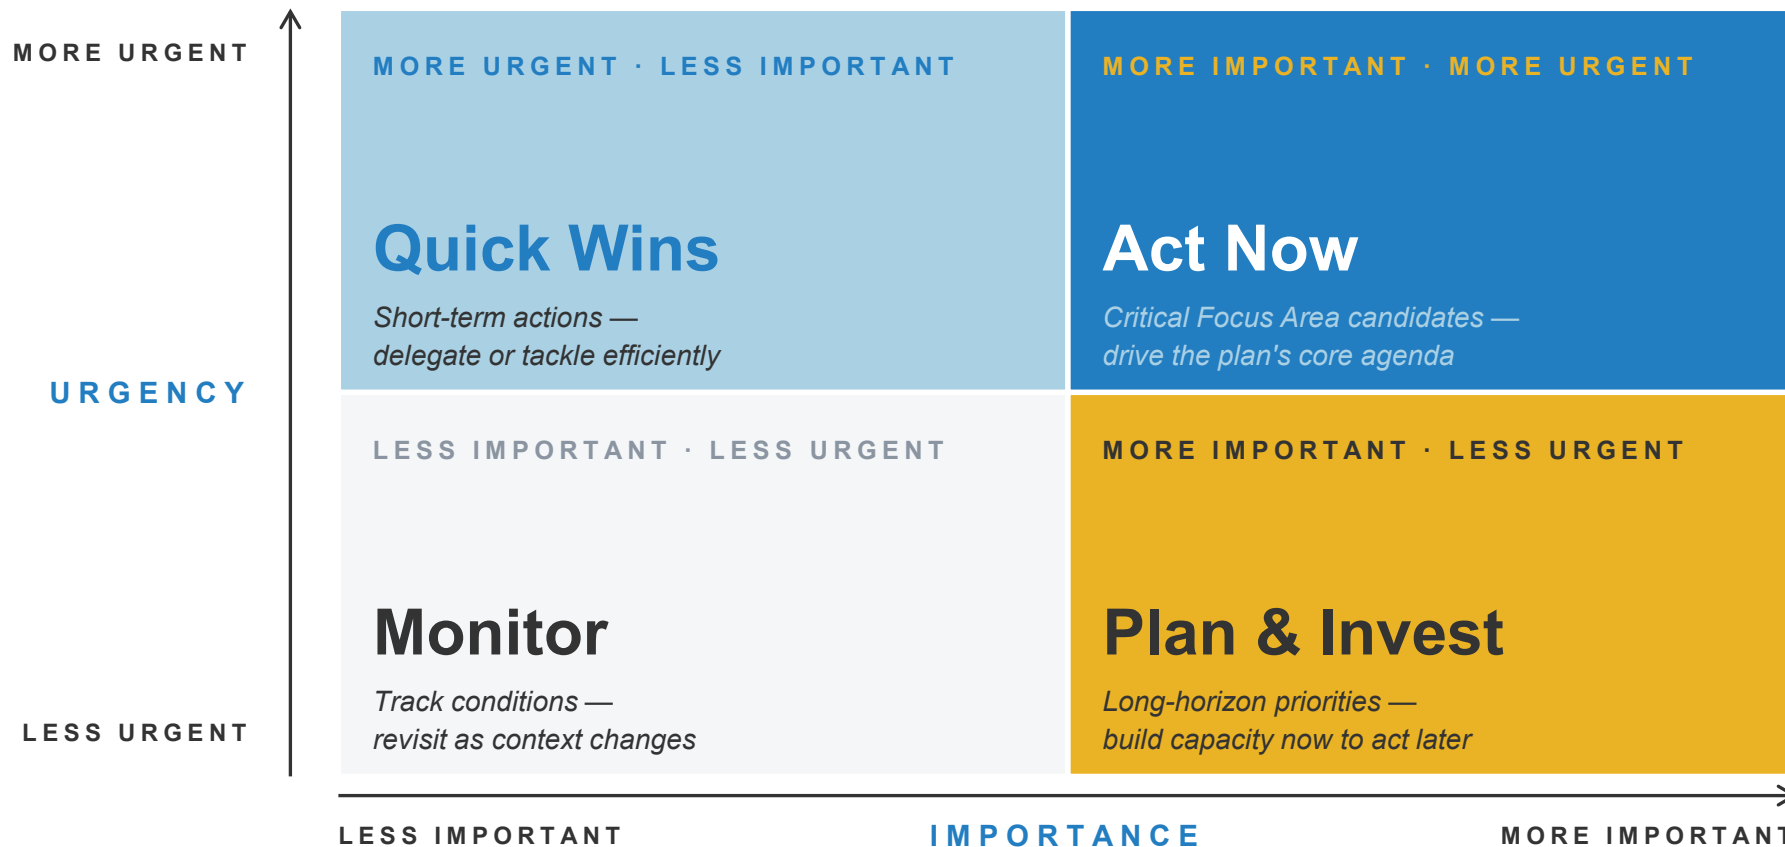 MORE URGENT
MORE URGENT · LESS IMPORTANT
MORE IMPORTANT · MORE URGENT
Quick Wins
Short-term actions —
delegate or tackle efficiently
Act Now
Critical Focus Area candidates —
drive the plan's core agenda
URGENCY
LESS IMPORTANT · LESS URGENT
MORE IMPORTANT · LESS URGENT
Monitor
Track conditions —
revisit as context changes
Plan & Invest
Long-horizon priorities —
build capacity now to act later
LESS URGENT
LESS IMPORTANT
IMPORTANCE
MORE IMPORTANT